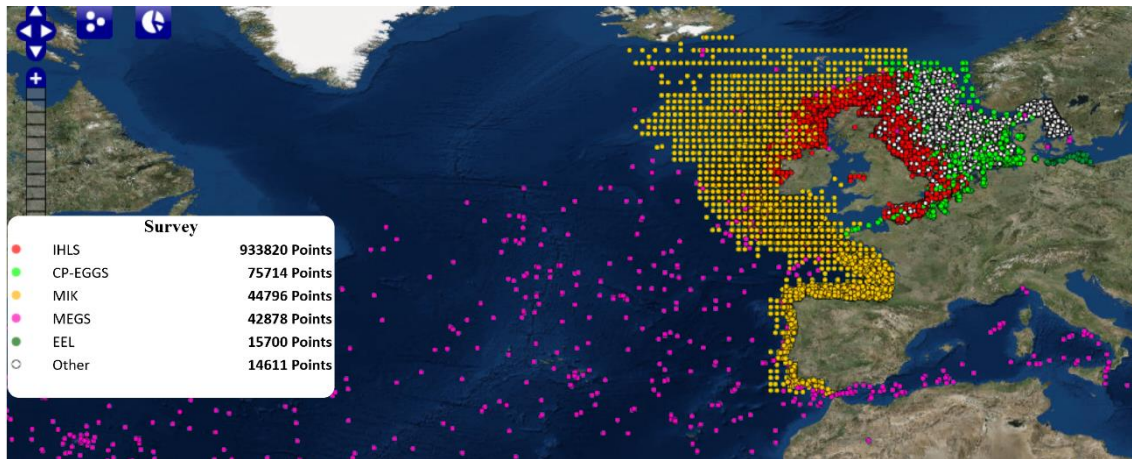 Survey
IHLS 933820 Points
CP-EGGS 75714 Points
MIK 44796 Points
MEGS 42878 Points
EEL 15700 Points
Other 14611 Points